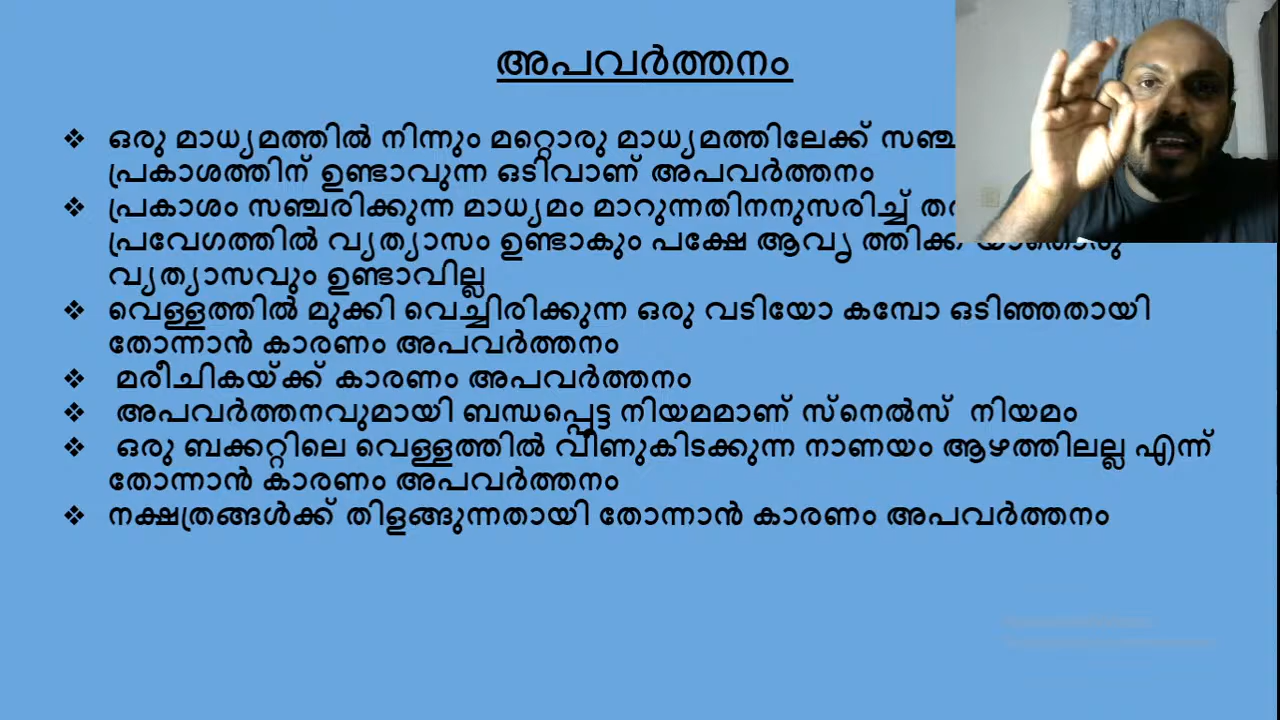 അപവർത്തനം
❖ ഒരു മാധ്യമത്തിൽ നിന്നും മറ്റൊരു മാധ്യമത്തിലേക്ക്
പ്രകാശത്തിന് ഉണ്ടാവുന്ന ഒടിവാണ് അപവർത്തനം
❖ പ്രകാശം സഞ്ചരിക്കുന്ന മാധ്യമം മാറുന്നതിനനുസരിച്ച്
പ്രവേഗത്തിൽ വ്യത്യാസം ഉണ്ടാകും പക്ഷേ ആവൃ ത്തിക്ക്
വ്യത്യാസവും ഉണ്ടാവില്ല
❖ വെള്ളത്തിൽ മുക്കി വെച്ചിരിക്കുന്ന ഒരു വടിയോ കമ്പോ ഒടിഞ്ഞതായി
തോന്നാൻ കാരണം അപവർത്തനം
❖ മരീചികയ്ക്ക് കാരണം അപവർത്തനം
❖ അപവർത്തനവുമായി ബന്ധപ്പെട്ട നിയമമാണ് സ്നെൽസ് നിയമം
❖ ഒരു ബക്കറ്റിലെ വെള്ളത്തിൽ വീണുകിടക്കുന്ന നാണയം ആഴത്തിലല്ല എന്ന്
തോന്നാൻ കാരണം അപവർത്തനം
❖ നക്ഷത്രങ്ങൾക്ക് തിളങ്ങുന്നതായി തോന്നാൻ കാരണം അപവർത്തനം